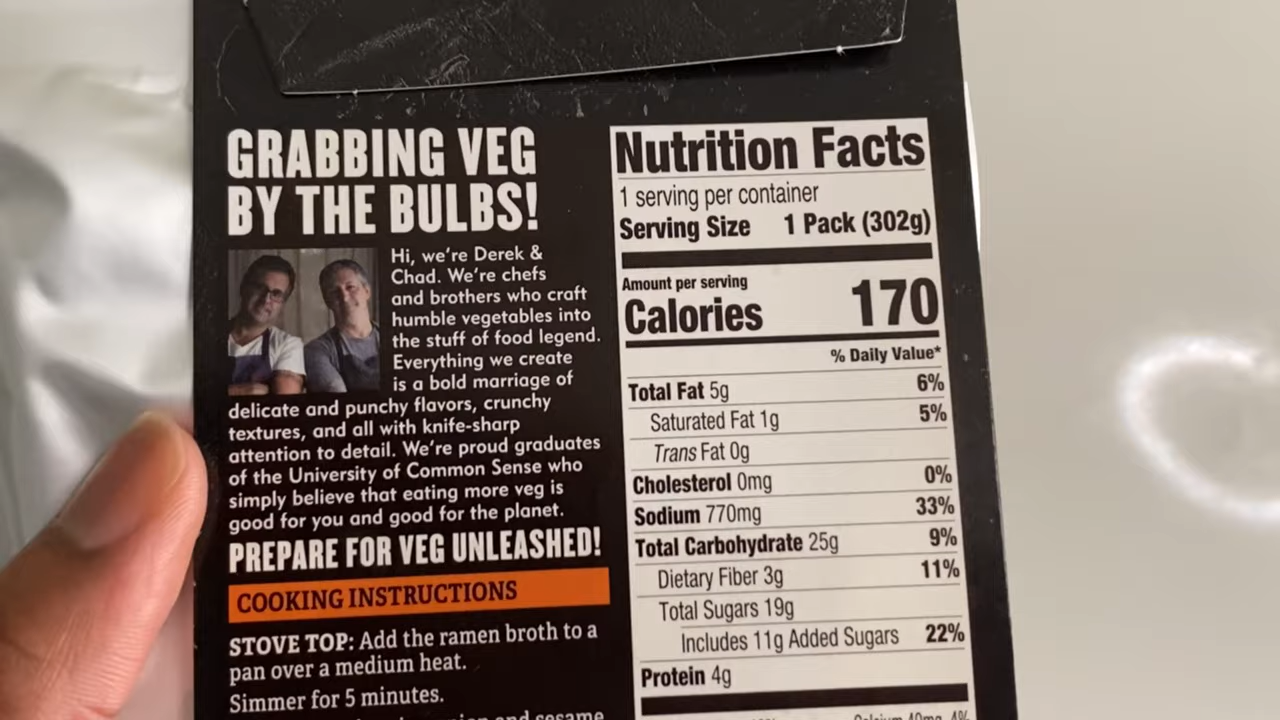 GRABBING VEG
BY THE BULBS!
Hi, we're Derek &
Chad. We're chefs
and brothers who craft
humble vegetables into
the stuff of food legend.
Everything we create
is a bold marriage of
delicate and punchy flavors, crunchy
textures, and all with knife-sharp
attention to detail. We're proud graduates
of the University of Common Sense who
simply believe that eating more veg is
good for you and good for the planet.
PREPARE FOR VEG UNLEASHED!
COOKING INSTRUCTIONS
STOVE TOP: Add the ramen broth to a
pan over a medium heat.
Simmer for 5 minutes.
and sesame
Nutrition Facts
1 serving per container
Serving Size 1 Pack (302g)
Amount per serving
Calories 170
% Daily Value*
Total Fat 5g 6%
Saturated Fat 1g 5%
Trans Fat 0g
Cholesterol 0mg 0%
Sodium 770mg 33%
Total Carbohydrate 25g 9%
Dietary Fiber 3g 11%
Total Sugars 19g
Includes 11g Added Sugars 22%
Protein 4g
Calcium 40mg 4%